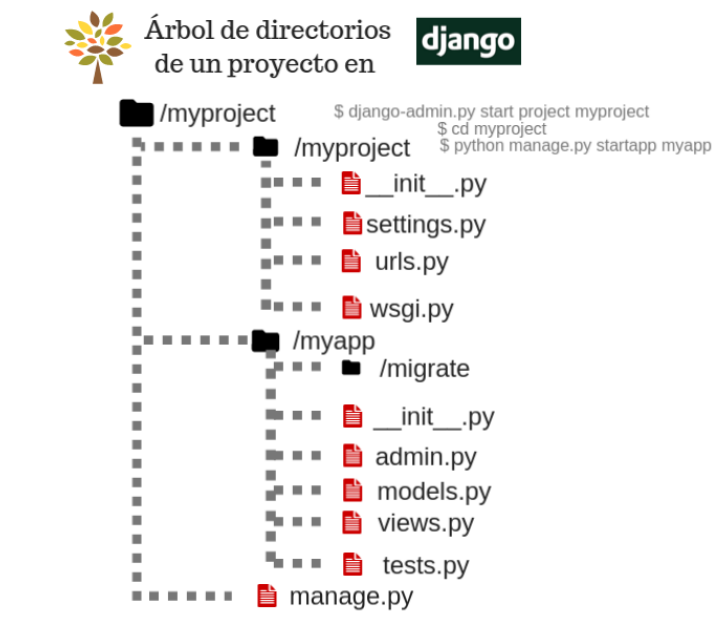 Árbol de directorios
de un proyecto en
django
/myproject
$ django-admin.py start project myproject
$ cd myproject
$ python manage.py startapp myapp
/myproject
__init__.py
settings.py
urls.py
wsgi.py
/myapp
/migrate
__init__.py
admin.py
models.py
views.py
tests.py
manage.py